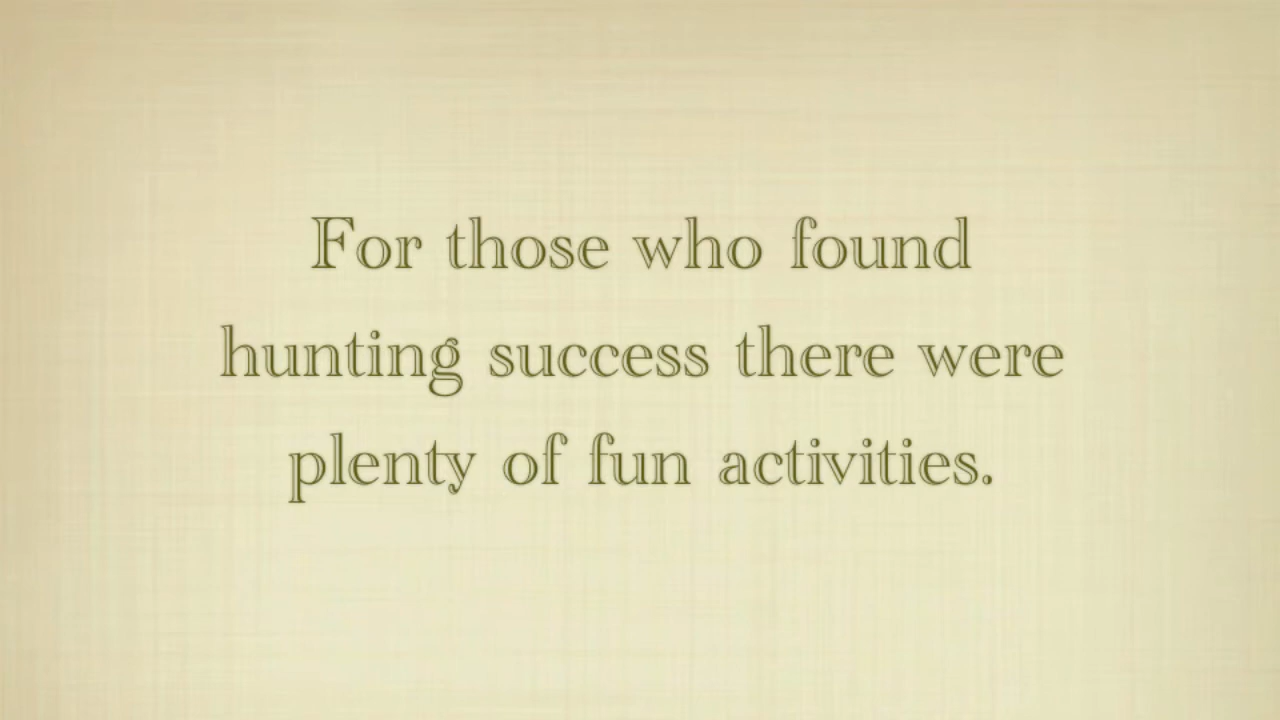 For those who found
hunting success there were
plenty of fun activities.